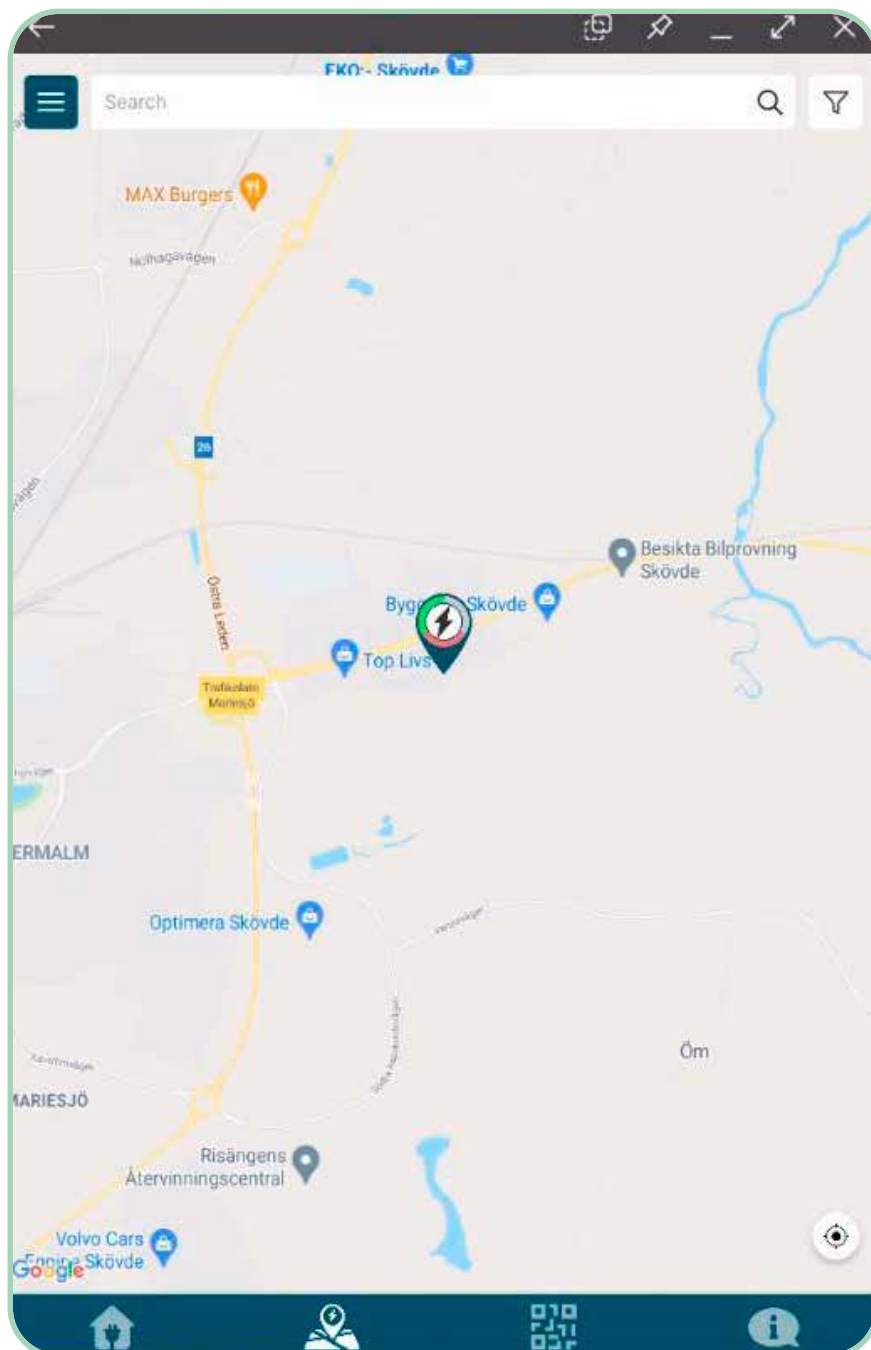 EKO:- Skövde
Search
MAX Burgers
Nolhagavägen
26
Besikta Bilprovning
Skövde
Östra Leden
Skövde
Top Livs
Trafikplats
Mariesjö
ERMALM
Optimera Skövde
Öm
MARIESJÖ
Risängens
Återvinningscentral
Volvo Cars
Engine Skövde
Google